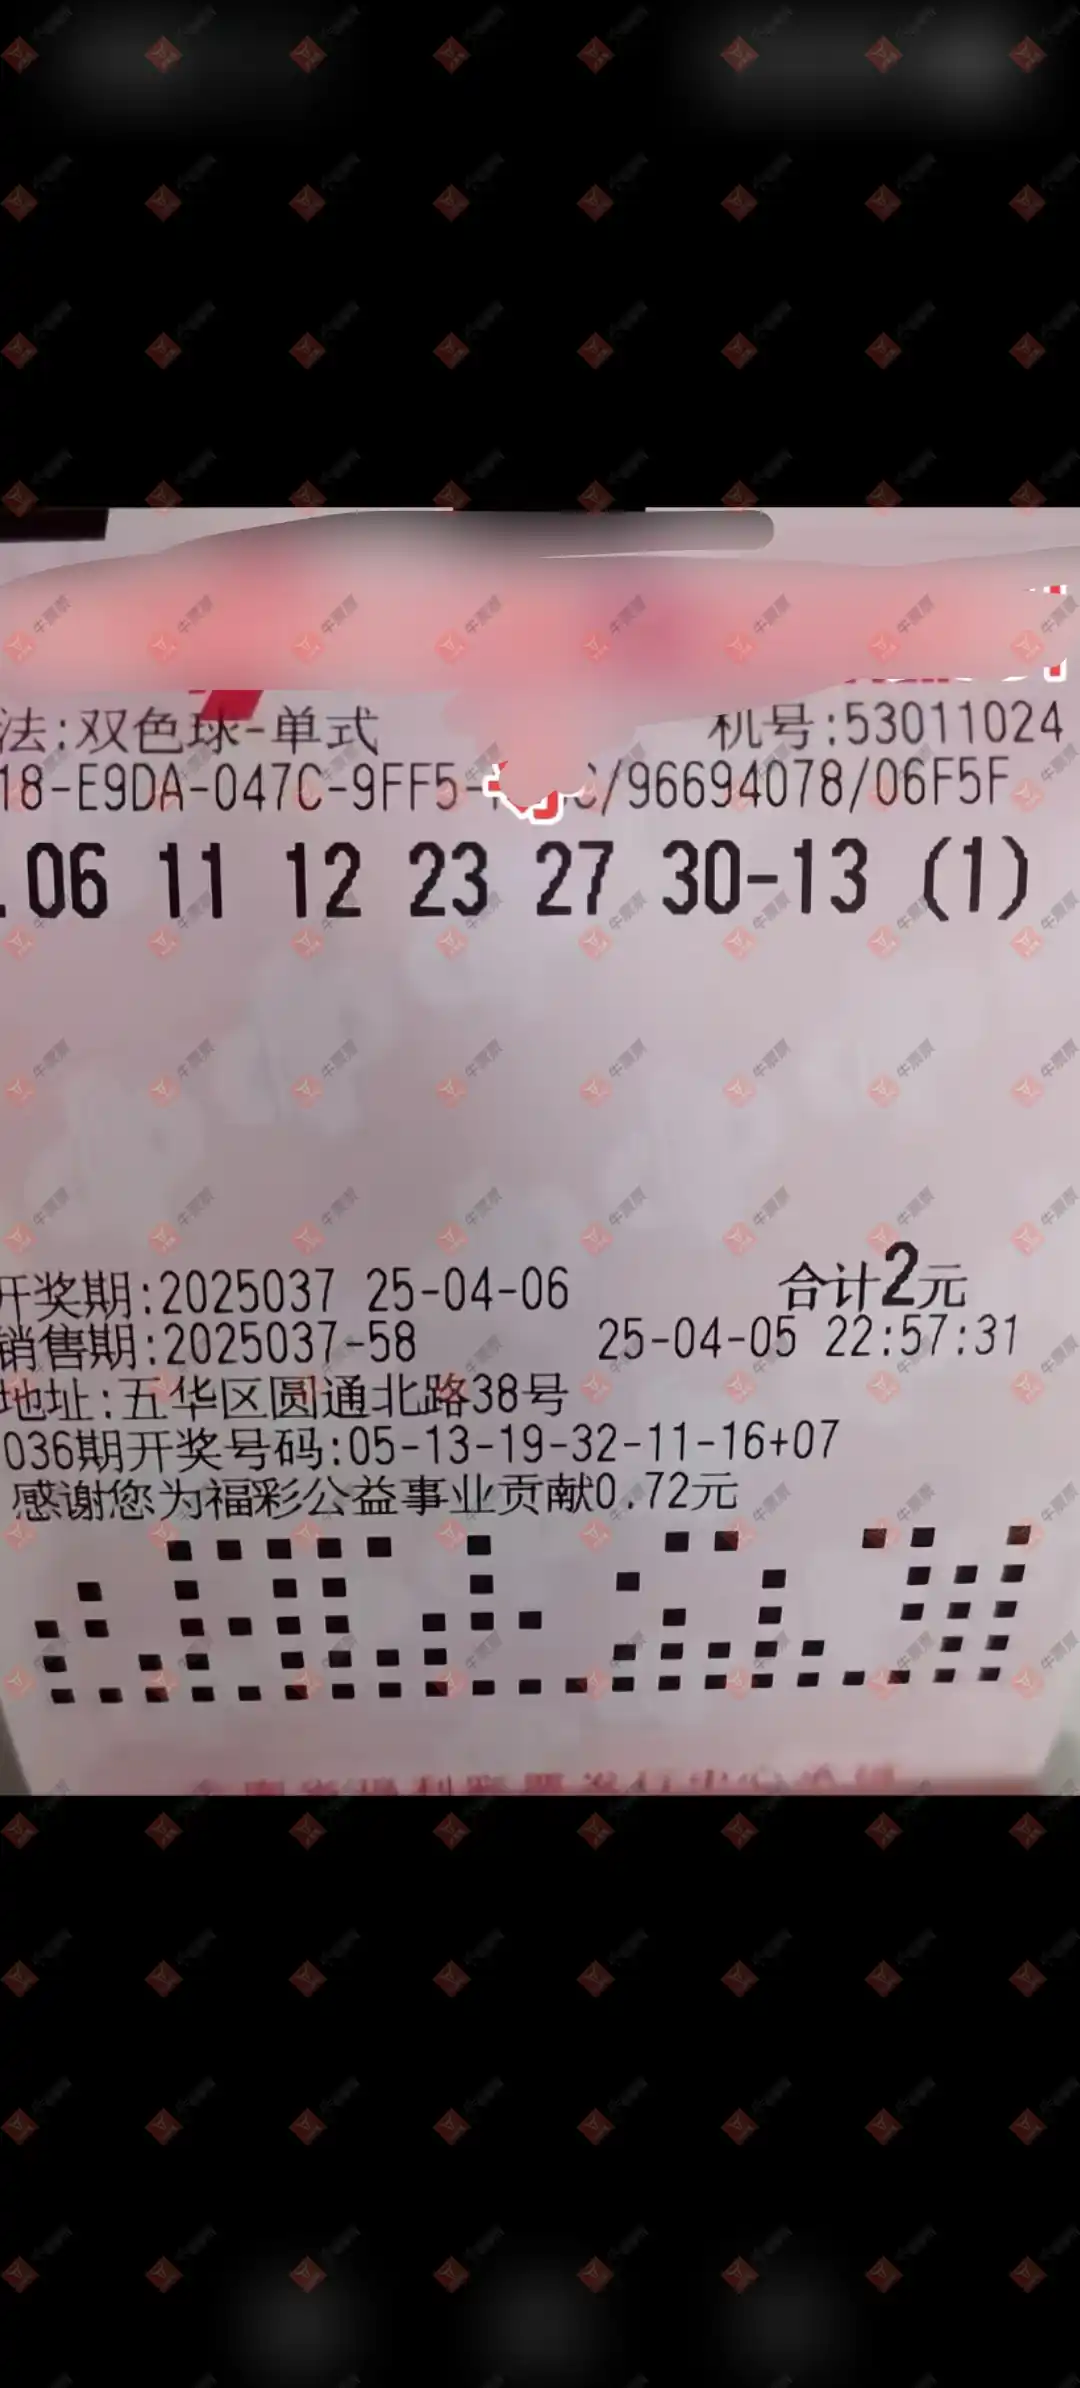 法:双色球-单式 机号:53011024
18-E9DA-047C-9FF5- C/96694078/06F5F
.06 11 12 23 27 30-13 (1)
开奖期:2025037 25-04-06 合计2元
销售期:2025037-58 25-04-05 22:57:31
地址:五华区圆通北路38号
036期开奖号码:05-13-19-32-11-16+07
感谢您为福彩公益事业贡献0.72元
牛票票